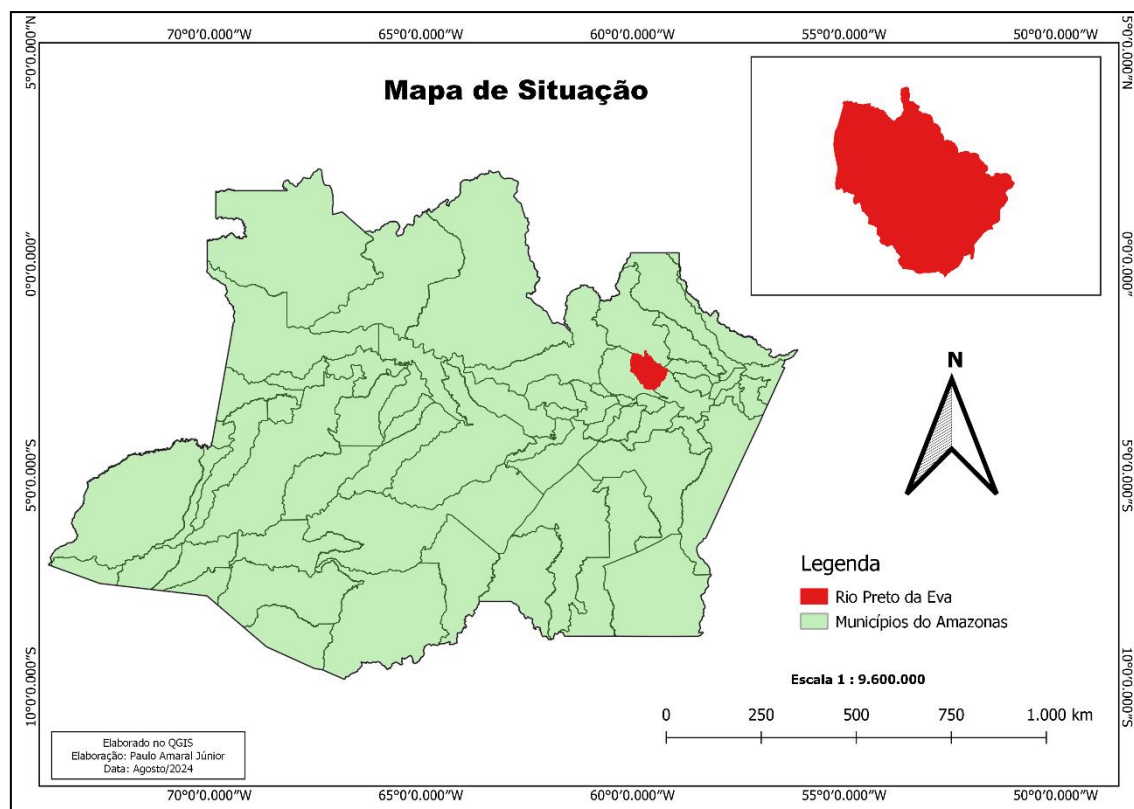 70°0'0.000"W 65°0'0.000"W 60°0'0.000"W 55°0'0.000"W 50°0'0.000"W
5°0'0.000"N
5°0'0.000"N
Mapa de Situação
0°0'0.000"
0°0'0.000"
N
5°0'0.000"S
5°0'0.000"S
Legenda
Rio Preto da Eva
Municípios do Amazonas
10°0'0.000"S
10°0'0.000"S
Escala 1 : 9.600.000
0 250 500 750 1.000 km
Elaborado no QGIS
Elaboração: Paulo Amaral Júnior
Data: Agosto/2024
70°0'0.000"W 65°0'0.000"W 60°0'0.000"W 55°0'0.000"W 50°0'0.000"W